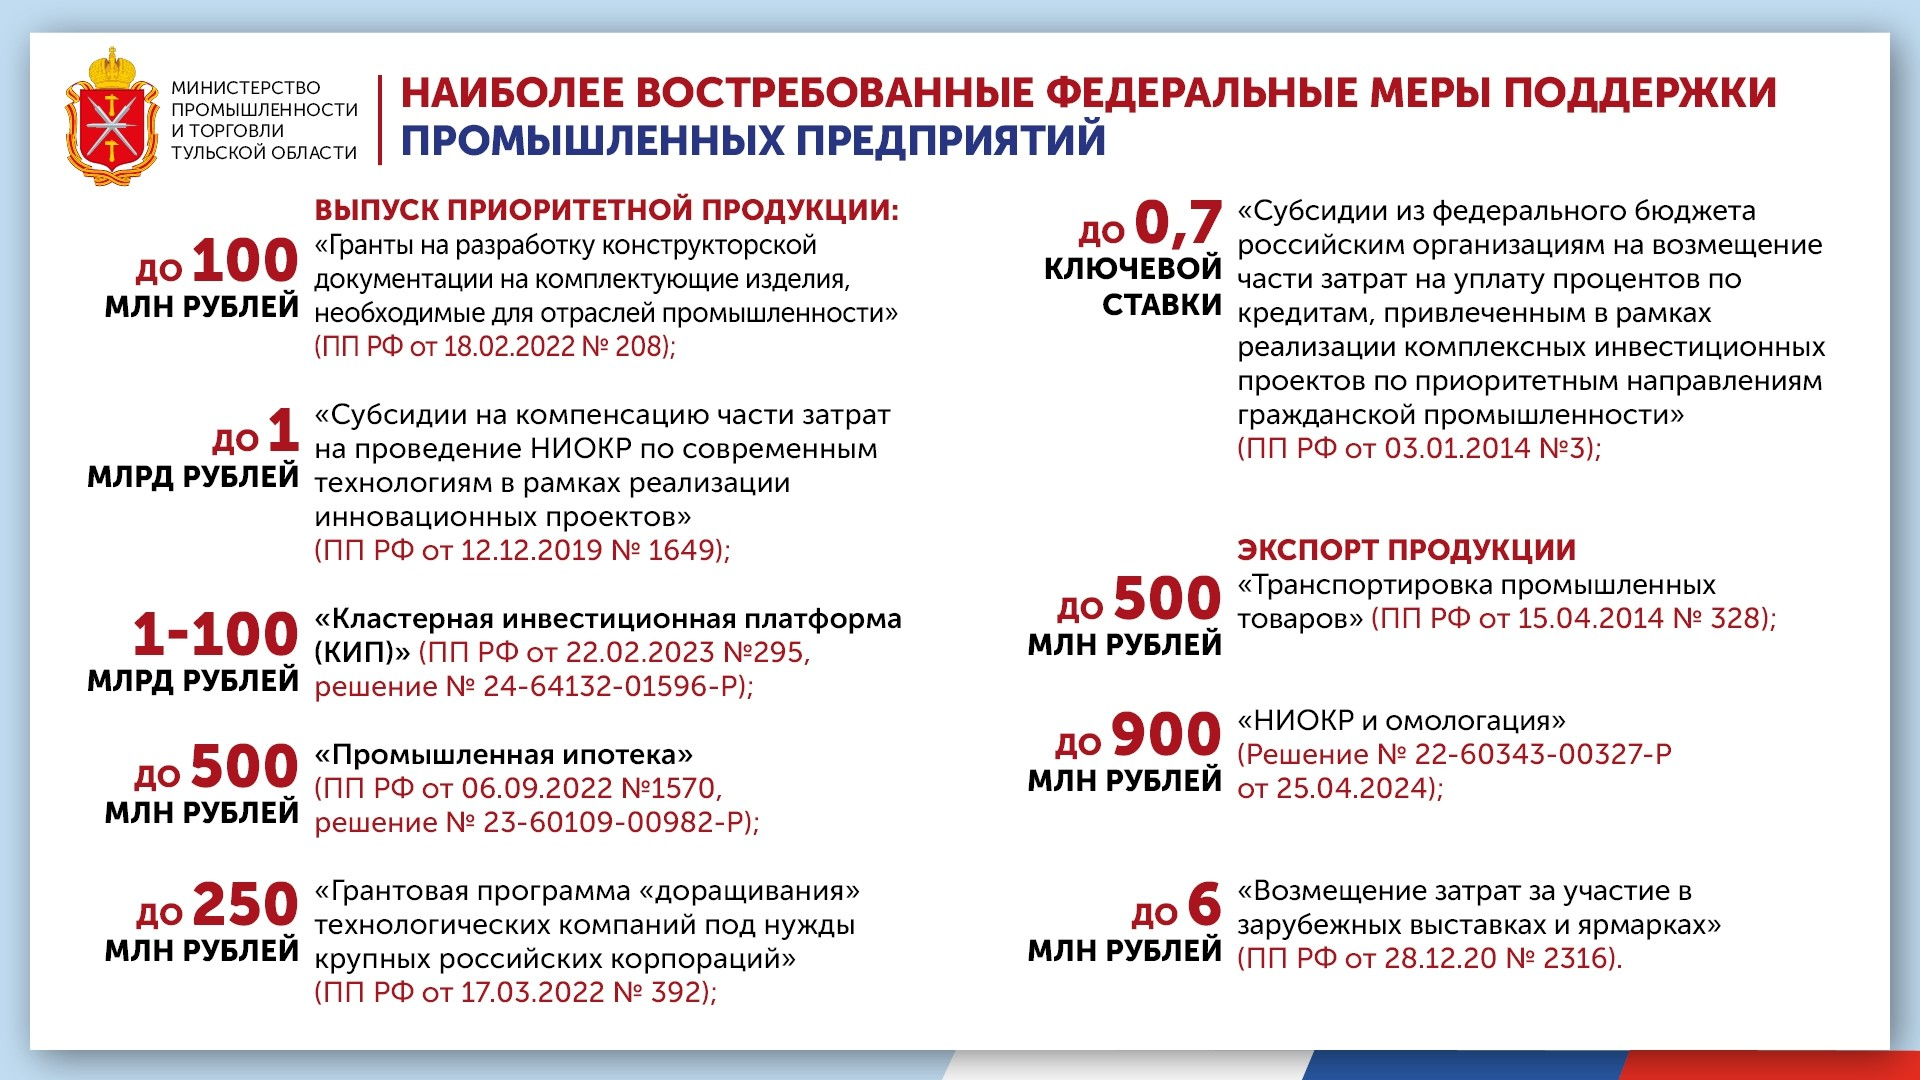 МИНИСТЕРСТВО
ПРОМЫШЛЕННОСТИ
И ТОРГОВЛИ
ТУЛЬСКОЙ ОБЛАСТИ
НАИБОЛЕЕ ВОСТРЕБОВАННЫЕ ФЕДЕРАЛЬНЫЕ МЕРЫ ПОДДЕРЖКИ
ПРОМЫШЛЕННЫХ ПРЕДПРИЯТИЙ
ВЫПУСК ПРИОРИТЕТНОЙ ПРОДУКЦИИ:
ДО 100
МЛН РУБЛЕЙ
«Гранты на разработку конструкторской
документации на комплектующие изделия,
необходимые для отраслей промышленности»
(ПП РФ от 18.02.2022 № 208);
ДО 1
МЛРД РУБЛЕЙ
«Субсидии на компенсацию части затрат
на проведение НИОКР по современным
технологиям в рамках реализации
инновационных проектов»
(ПП РФ от 12.12.2019 № 1649);
1-100
МЛРД РУБЛЕЙ
«Кластерная инвестиционная платформа
(КИП)» (ПП РФ от 22.02.2023 №295,
решение № 24-64132-01596-Р);
ДО 500
МЛН РУБЛЕЙ
«Промышленная ипотека»
(ПП РФ от 06.09.2022 №1570,
решение № 23-60109-00982-Р);
ДО 250
МЛН РУБЛЕЙ
«Грантовая программа «доращивания»
технологических компаний под нужды
крупных российских корпораций»
(ПП РФ от 17.03.2022 № 392);
ДО 0,7
КЛЮЧЕВОЙ
СТАВКИ
«Субсидии из федерального бюджета
российским организациям на возмещение
части затрат на уплату процентов по
кредитам, привлеченным в рамках
реализации комплексных инвестиционных
проектов по приоритетным направлениям
гражданской промышленности»
(ПП РФ от 03.01.2014 №3);
ЭКСПОРТ ПРОДУКЦИИ
ДО 500
МЛН РУБЛЕЙ
«Транспортировка промышленных
товаров» (ПП РФ от 15.04.2014 № 328);
ДО 900
МЛН РУБЛЕЙ
«НИОКР и омологация»
(Решение № 22-60343-00327-Р
от 25.04.2024);
ДО 6
МЛН РУБЛЕЙ
«Возмещение затрат за участие в
зарубежных выставках и ярмарках»
(ПП РФ от 28.12.20 № 2316).